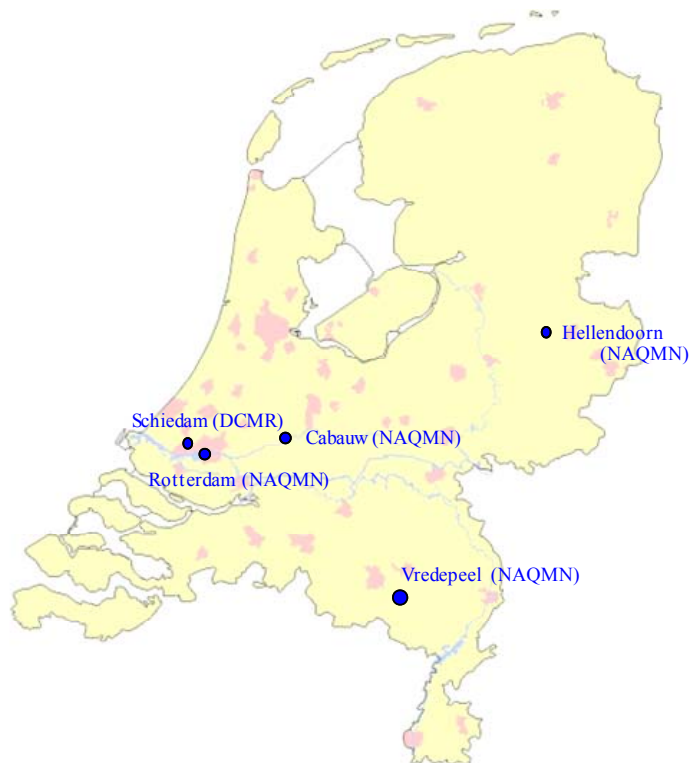 Hellendoorn
(NAQMN)
Schiedam (DCMR)
Cabauw (NAQMN)
Rotterdam (NAQMN)
Vredepeel (NAQMN)